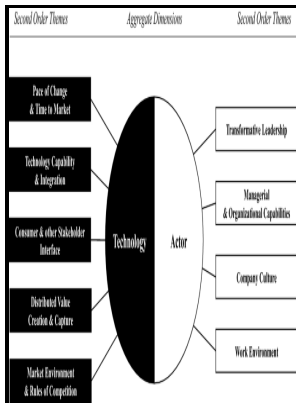 Second Order Themes
Aggregate Dimensions
Second Order Themes
Pace of Change
& Time to Market
Technology Capability
& Integration
Consumer & other Stakeholder
Interface
Distributed Value
Creation & Capture
Market Environment
& Rules of Competition
Technology
Actor
Transformative Leadership
Managerial
& Organizational Capabilities
Company Culture
Work Environment